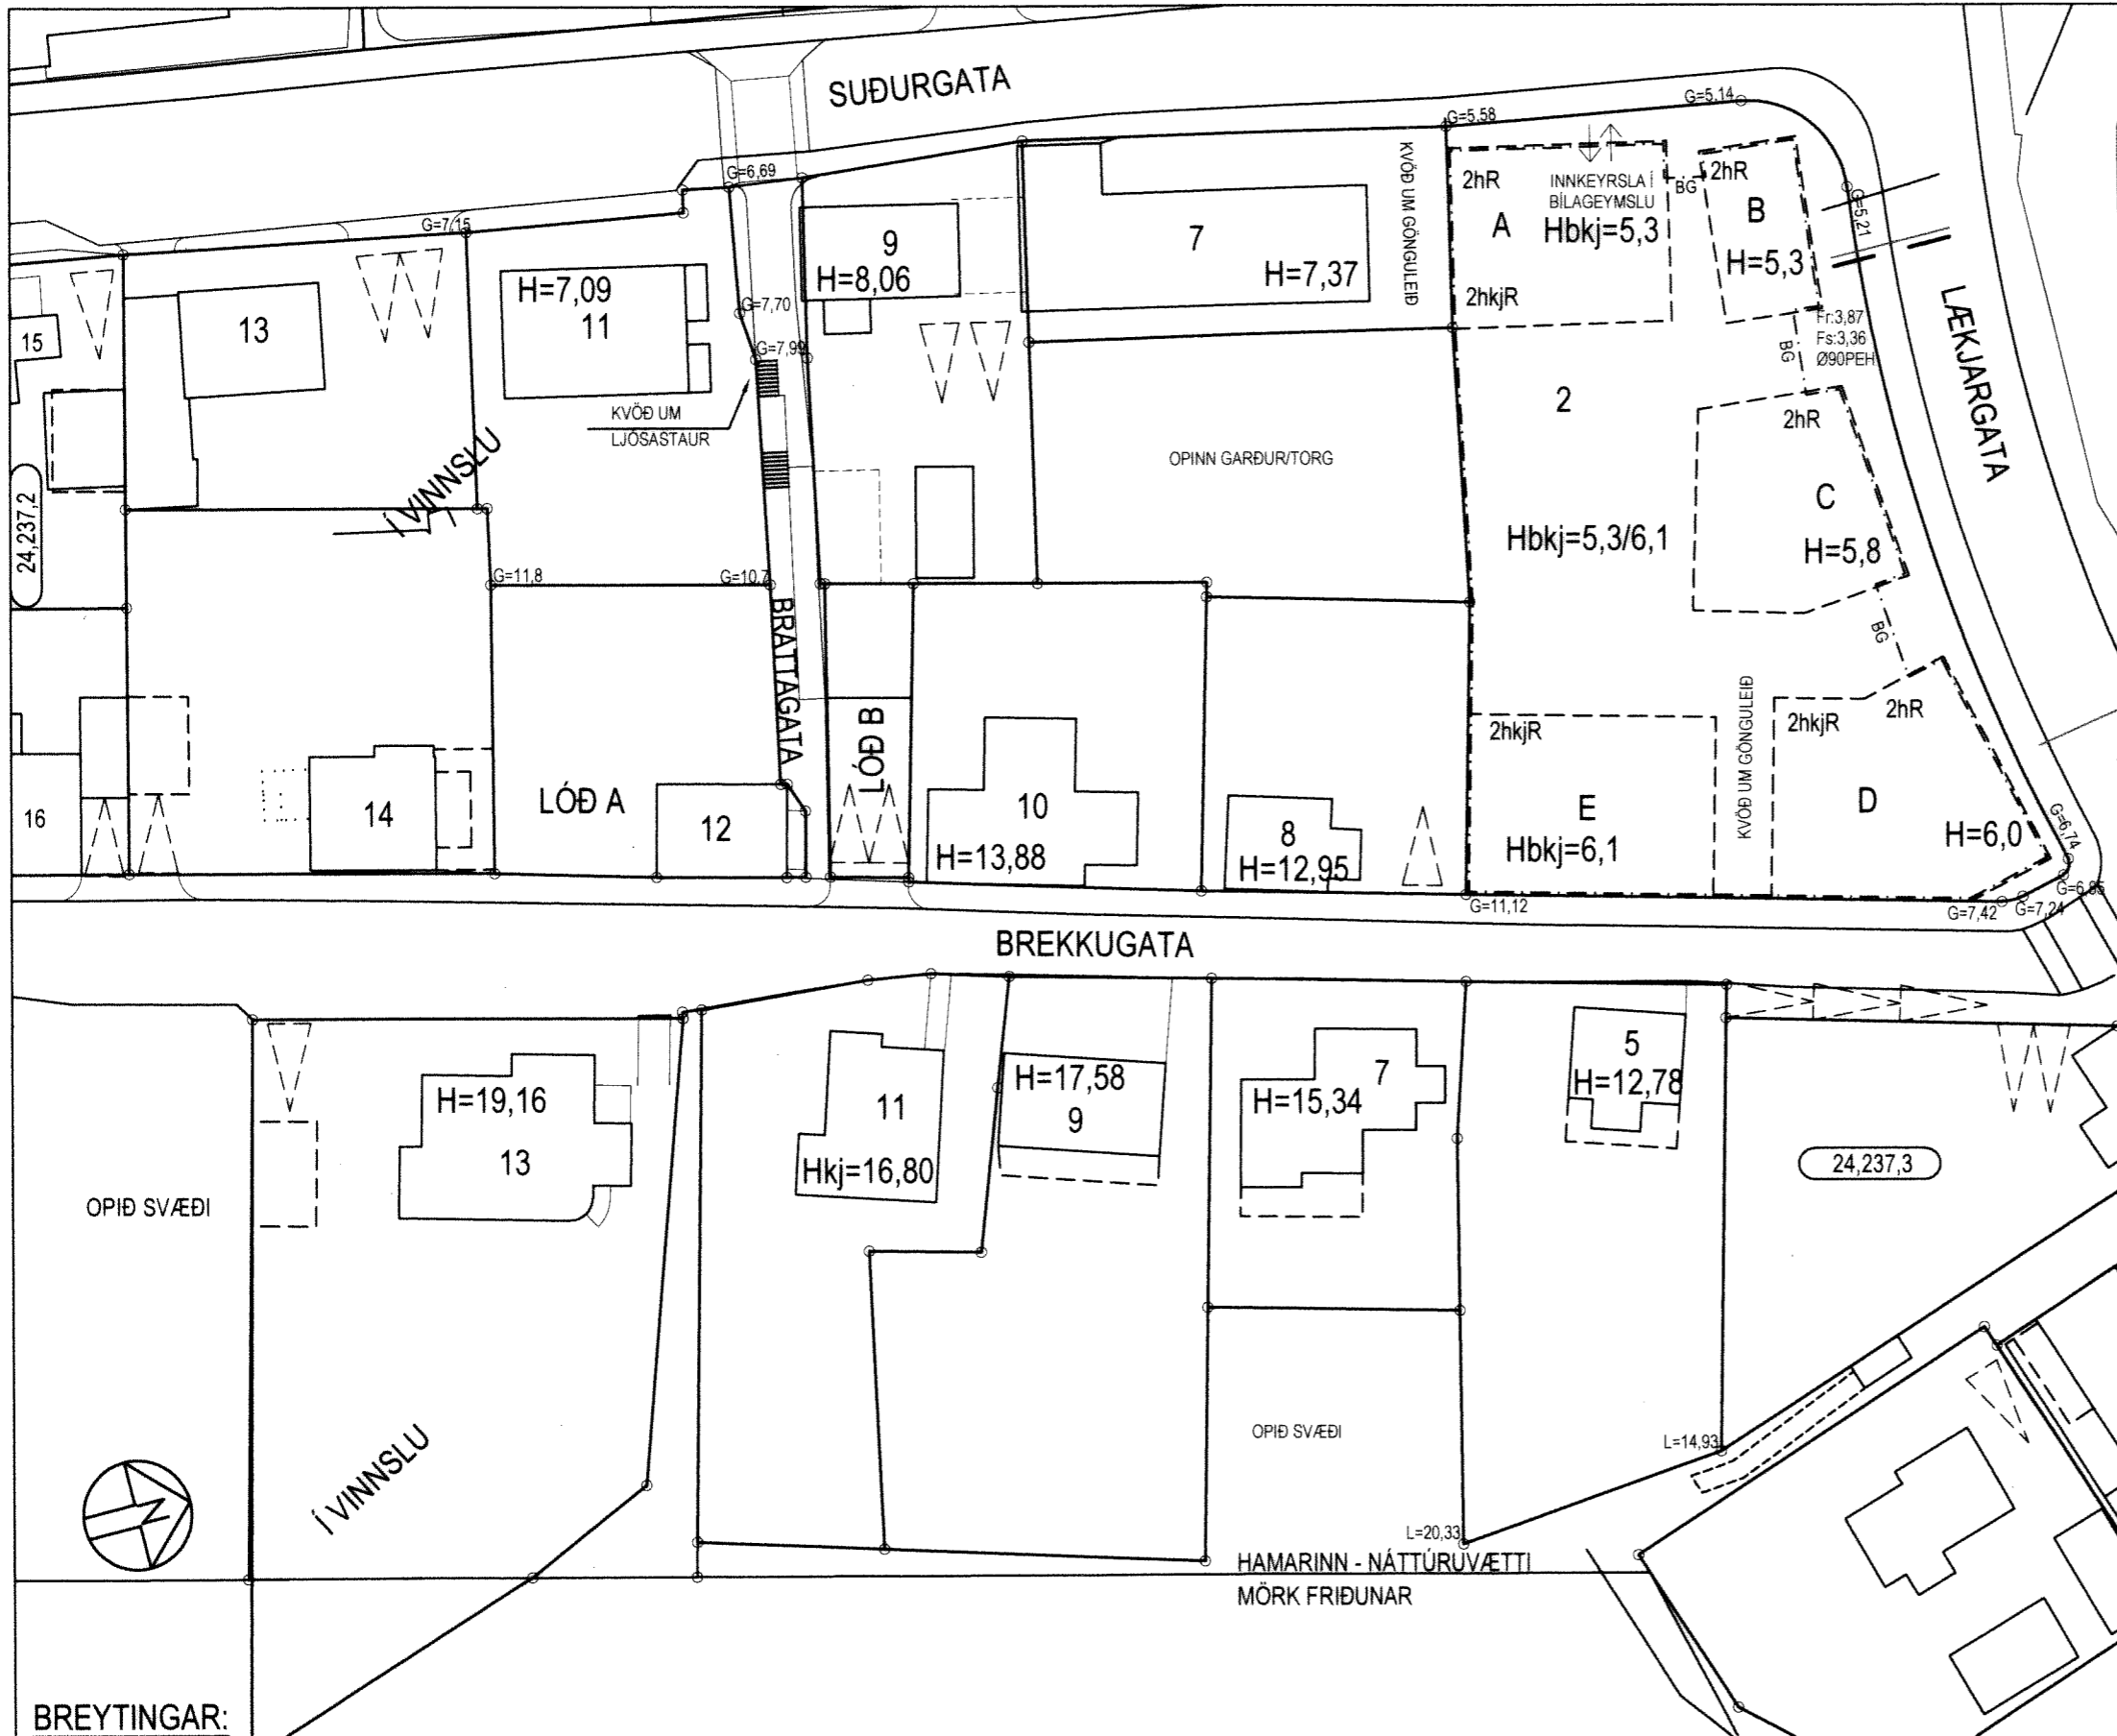 SUÐURGATA
G=5,14
G=5,58
KVÖÐ UM GÖNGULEIÐ
2hR
INNKEYRSLA Í
BÍLAGEYMSLU
A
Hbkj=5,3
2hkjR
BG
2hR
B
H=5,3
G=5,21
LÆKJARGATA
Fr:3,87
Fs:3,36
Ø90PEH
BG
G=6,69
G=7,15
9
H=8,06
7
H=7,37
H=7,09
11
G=7,70
G=7,99
13
15
KVÖÐ UM
LJÓSASTAUR
Í VINNSLU
24,237,2
OPINN GARÐUR/TORG
2
2hR
C
H=5,8
Hbkj=5,3/6,1
BG
G=11,8
G=10,7
BRATTAGATA
LÓÐ B
2hkjR
KVÖÐ UM GÖNGULEIÐ
2hkjR
2hR
16
14
LÓÐ A
12
10
H=13,88
8
H=12,95
E
Hbkj=6,1
D
H=6,0
G=6,74
G=6,85
G=7,24
G=7,42
G=11,12
BREKKUGATA
H=19,16
13
11
Hkj=16,80
H=17,58
9
7
H=15,34
5
H=12,78
24,237,3
OPIÐ SVÆÐI
OPIÐ SVÆÐI
L=14,93
Í VINNSLU
N
L=20,33
HAMARINN - NÁTTÚRUVÆTTI
MÖRK FRIÐUNAR
BREYTINGAR: